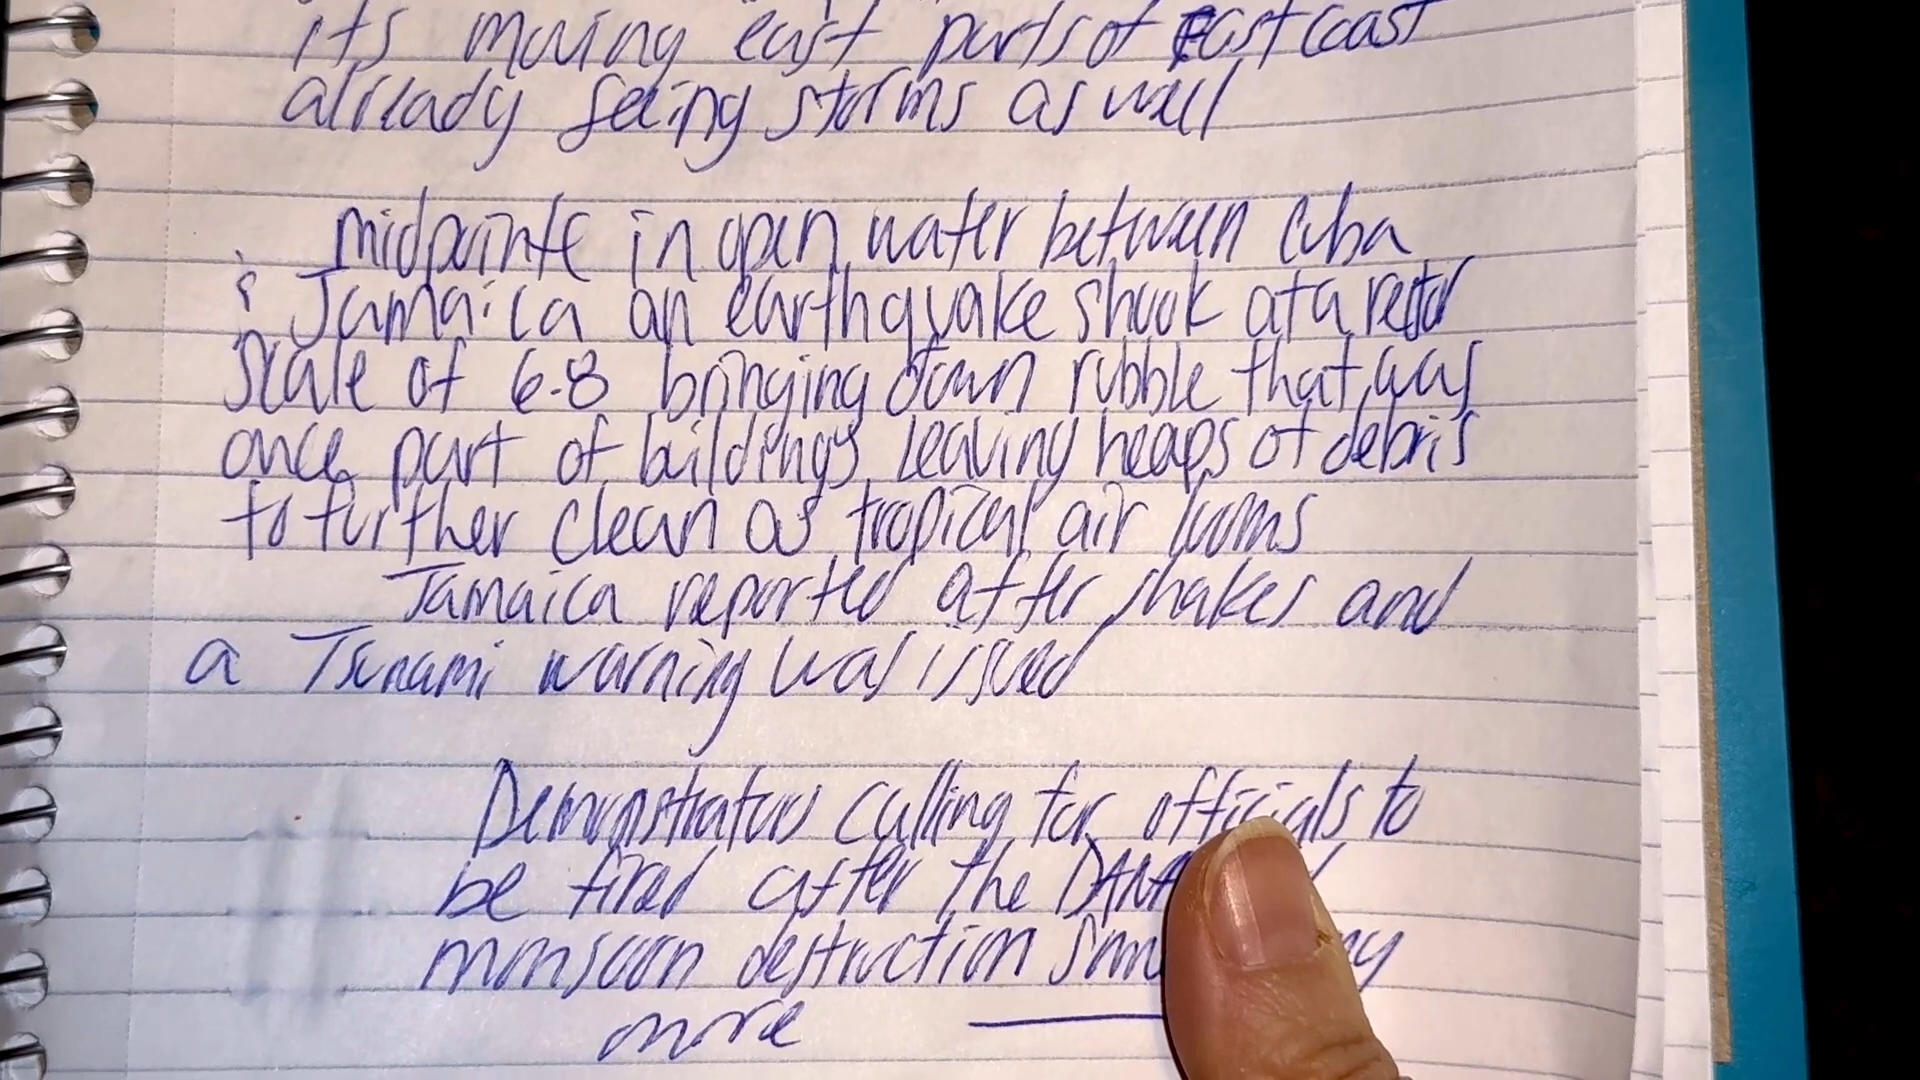 its moving east parts of East Coast
already seeing storms as well
midpointe in open water between Cuba
& Jamaica an earthquake shook at a restor
scale of 6.8 bringing down rubble that was
once part of buildings leaving heaps of debris
to further clean as tropical air looms
Jamaica reported after shakes and
a Tsunami warning was issued
Demonstrators calling for officials to
be fired after the DANA
monsoon destruction
more